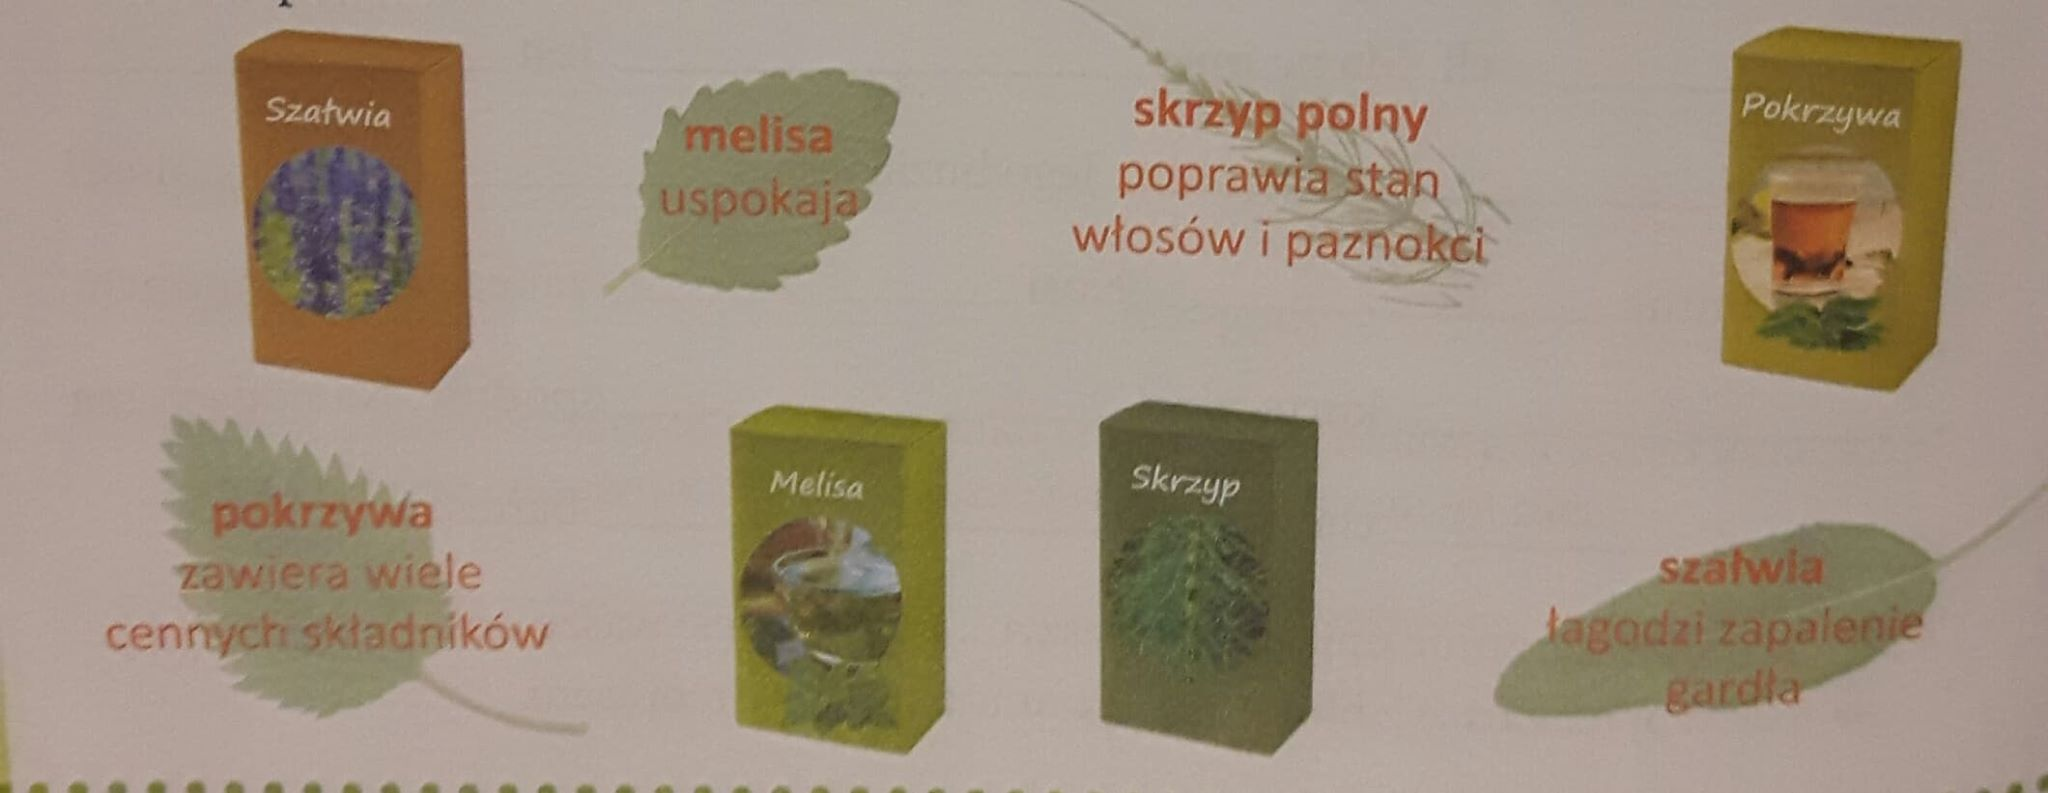 Szałwia
melisa
uspokaja
skrzyp polny
poprawia stan
włosów i paznokci
Pokrzywa
pokrzywa
zawiera wiele
cennych składników
Melisa
Skrzyp
szałwia
łagodzi zapalenie
gardła